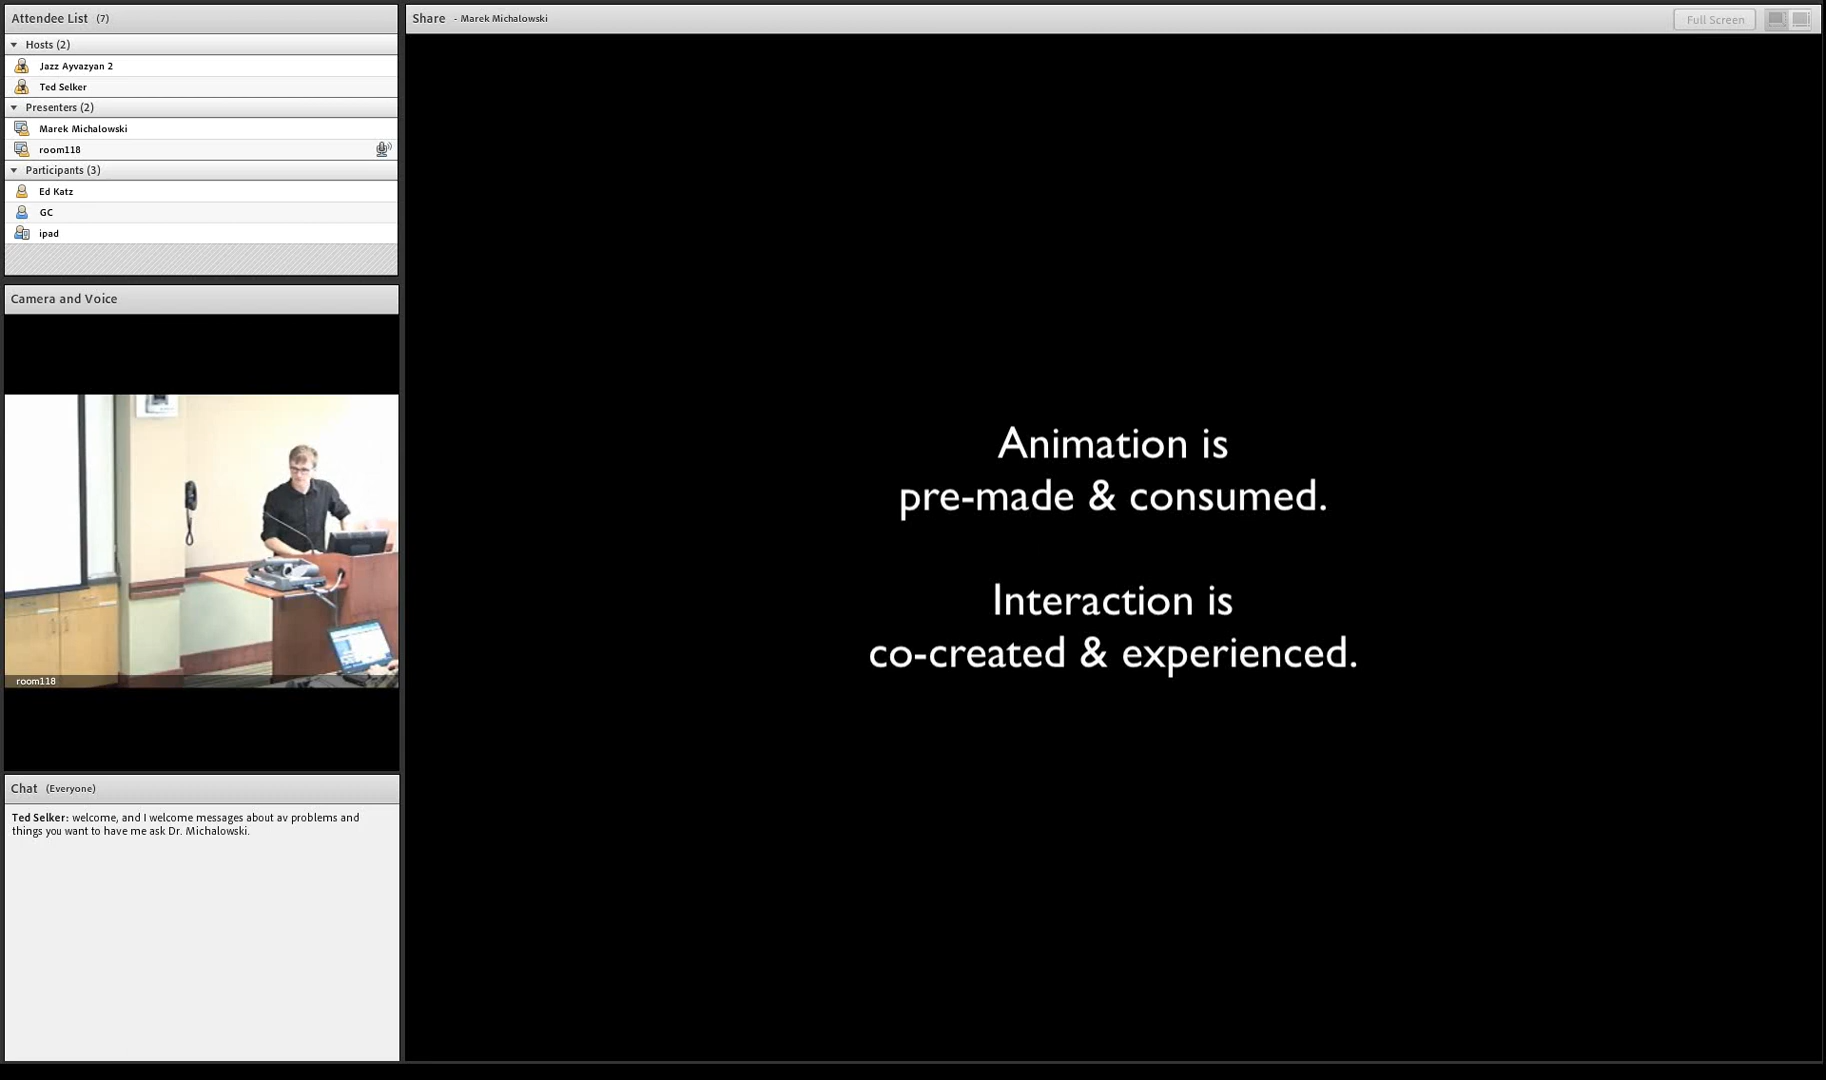 Attendee List (7)
Hosts (2)
Jazz Ayvazyan 2
Ted Selker
Presenters (2)
Marek Michalowski
room118
Participants (3)
Ed Katz
GC
ipad
Camera and Voice
room118
Chat (Everyone)
Ted Selker: welcome, and I welcome messages about av problems and
things you want to have me ask Dr. Michalowski.
Share - Marek Michalowski
Full Screen
Animation is
pre-made & consumed.
Interaction is
co-created & experienced.